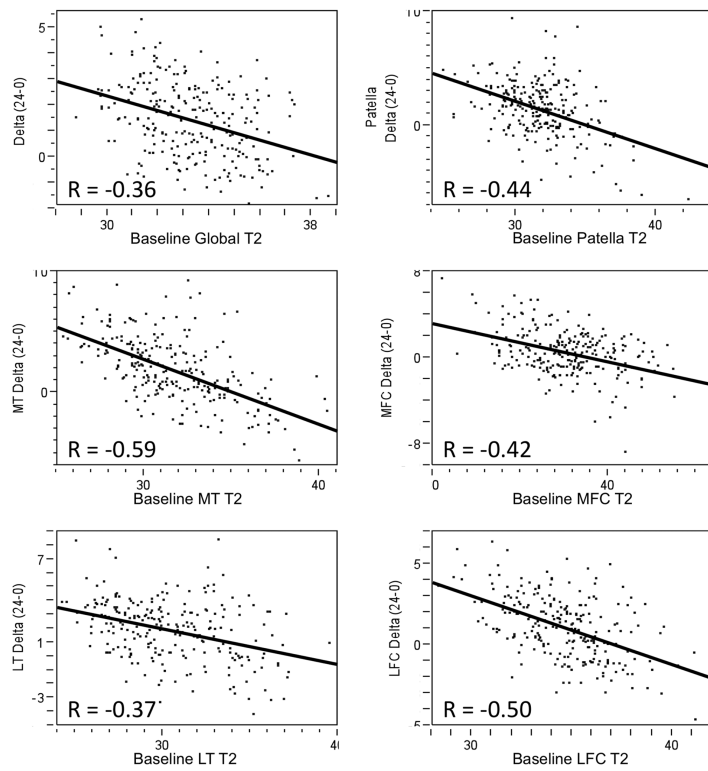 5
0
Delta (24-0)
R = -0.36
30
38
Baseline Global T2
10
0
Patella
Delta (24-0)
R = -0.44
30
40
Baseline Patella T2
10
0
MT Delta (24-0)
R = -0.59
30
40
Baseline MT T2
8
0
-8
MFC Delta (24-0)
R = -0.42
0
40
Baseline MFC T2
7
1
-3
LT Delta (24-0)
R = -0.37
30
40
Baseline LT T2
5
0
5
LFC Delta (24-0)
R = -0.50
30
40
Baseline LFC T2